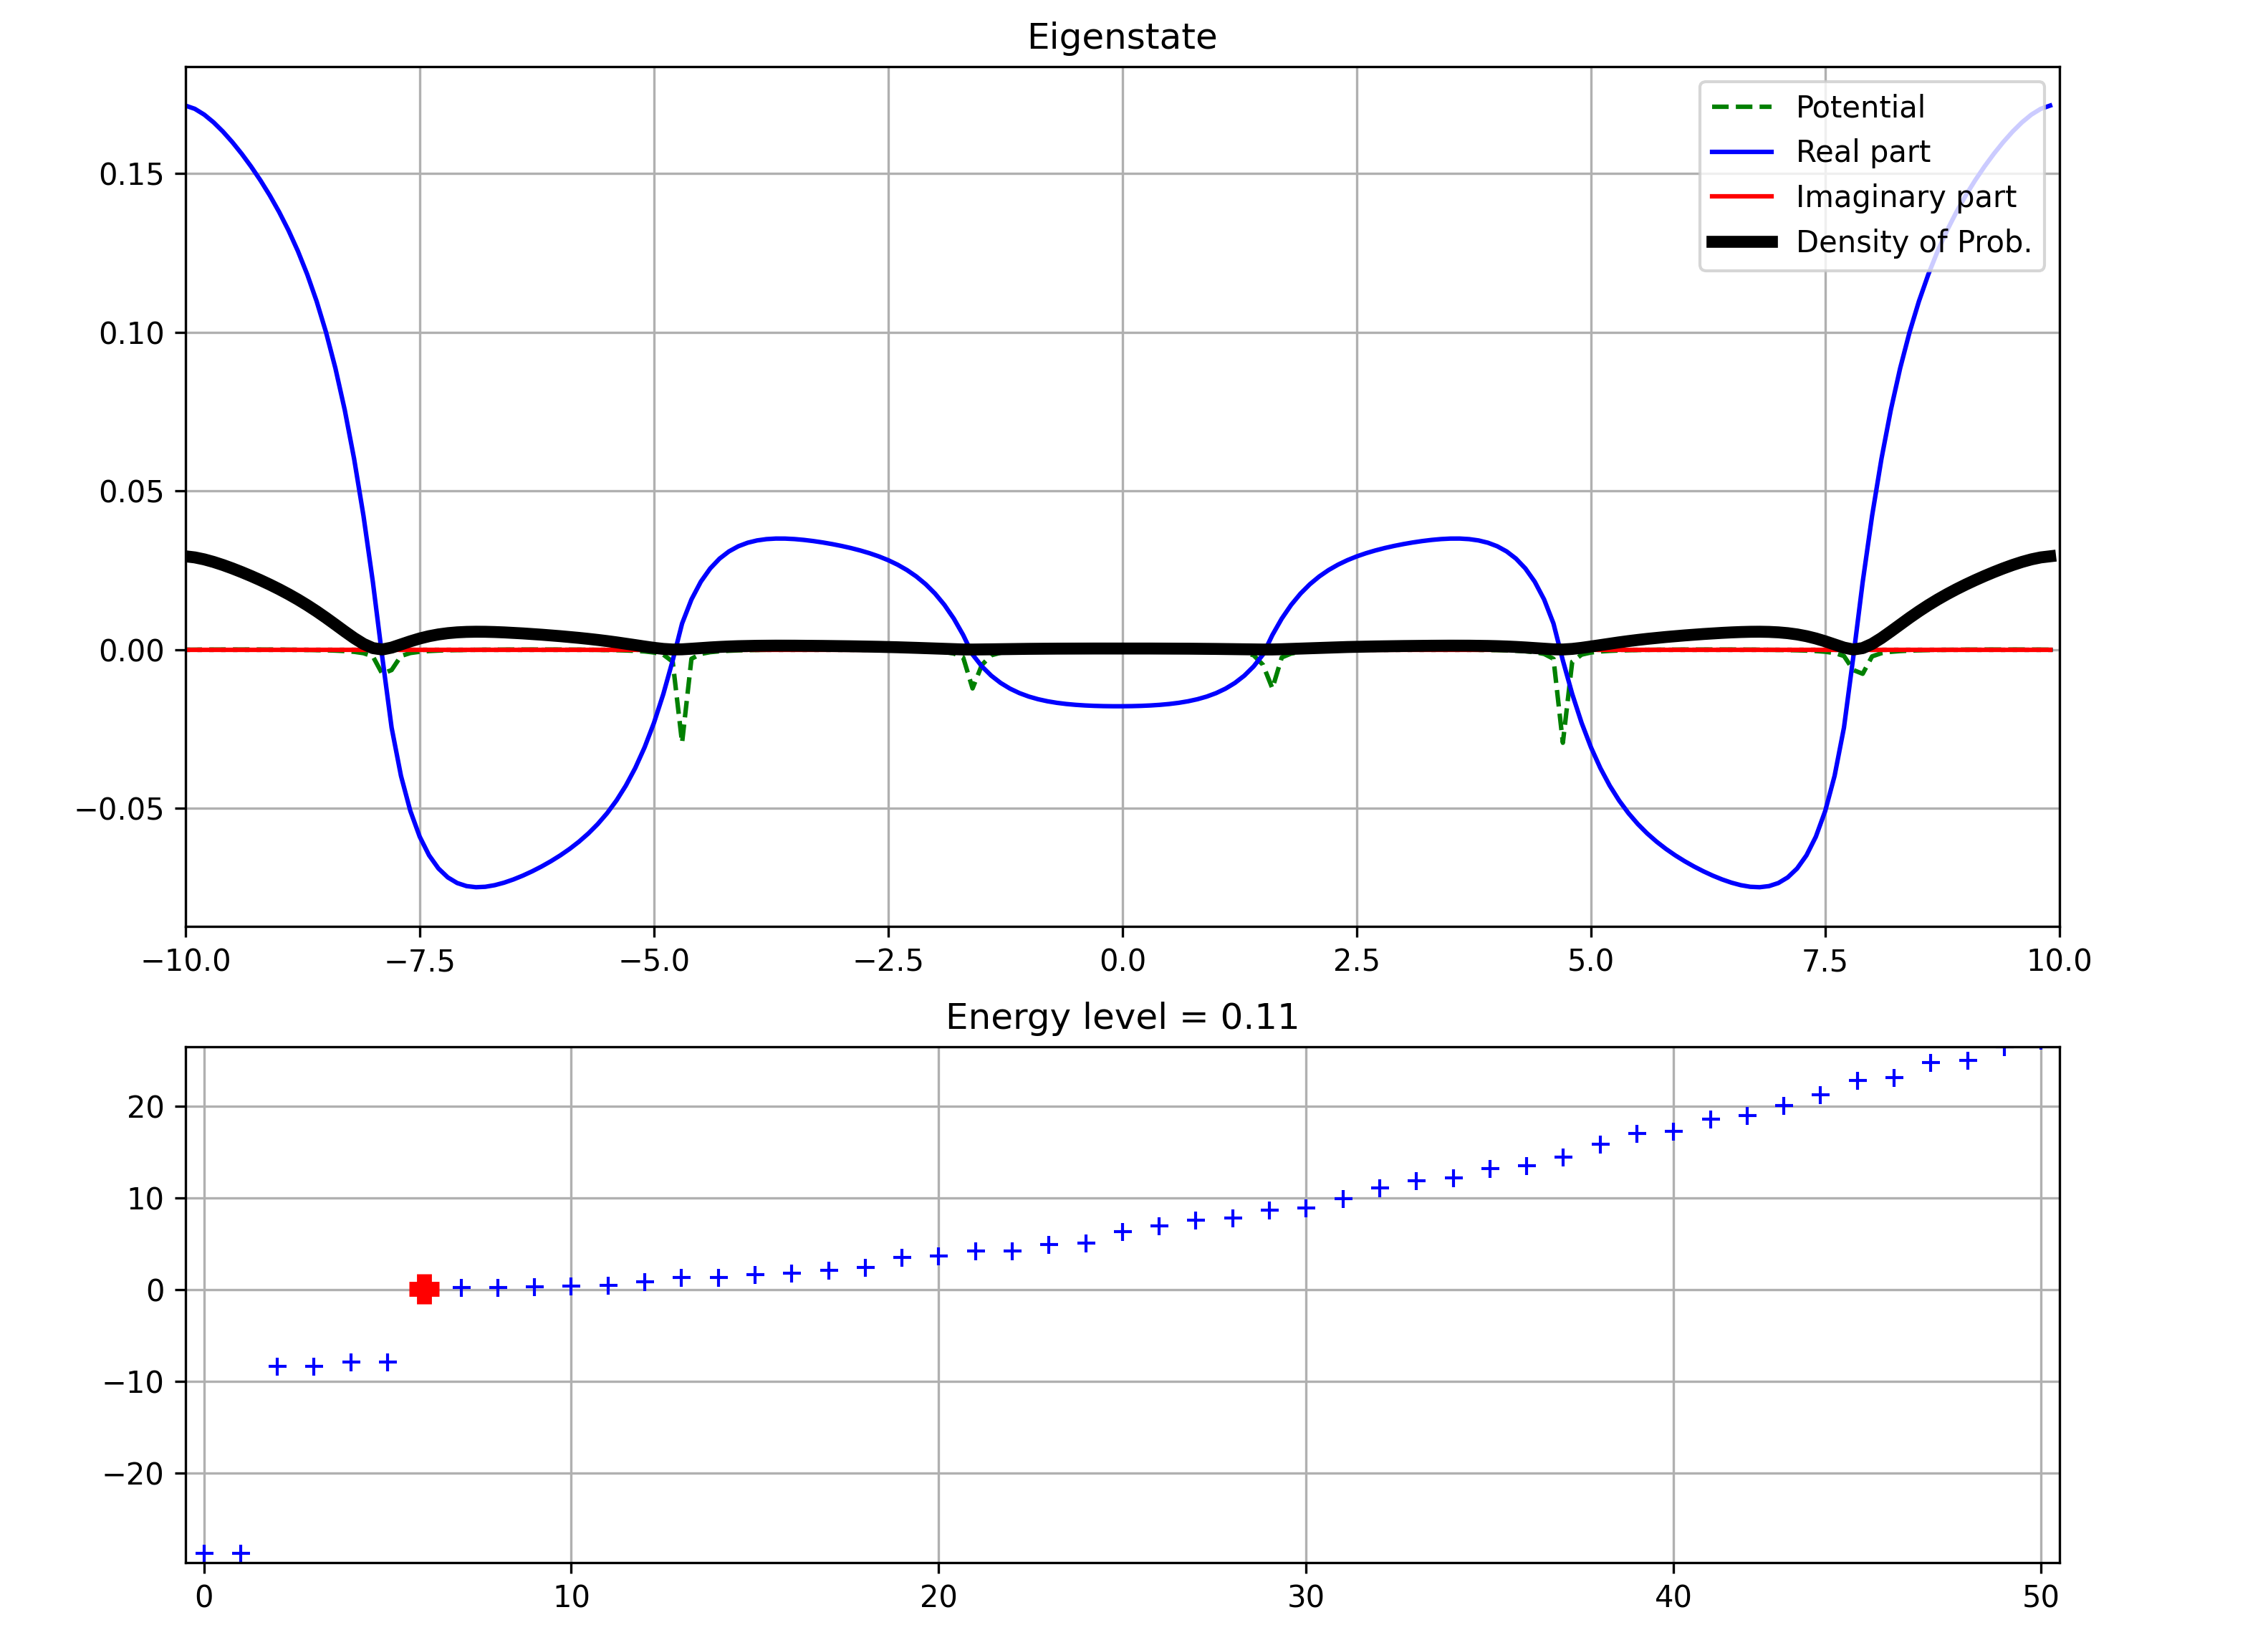 Eigenstate
Potential
Real part
Imaginary part
Density of Prob.
0.15
0.10
0.05
0.00
−0.05
−10.0 −7.5 −5.0 −2.5 0.0 2.5 5.0 7.5 10.0
Energy level = 0.11
20
10
0
−10
−20
0 10 20 30 40 50